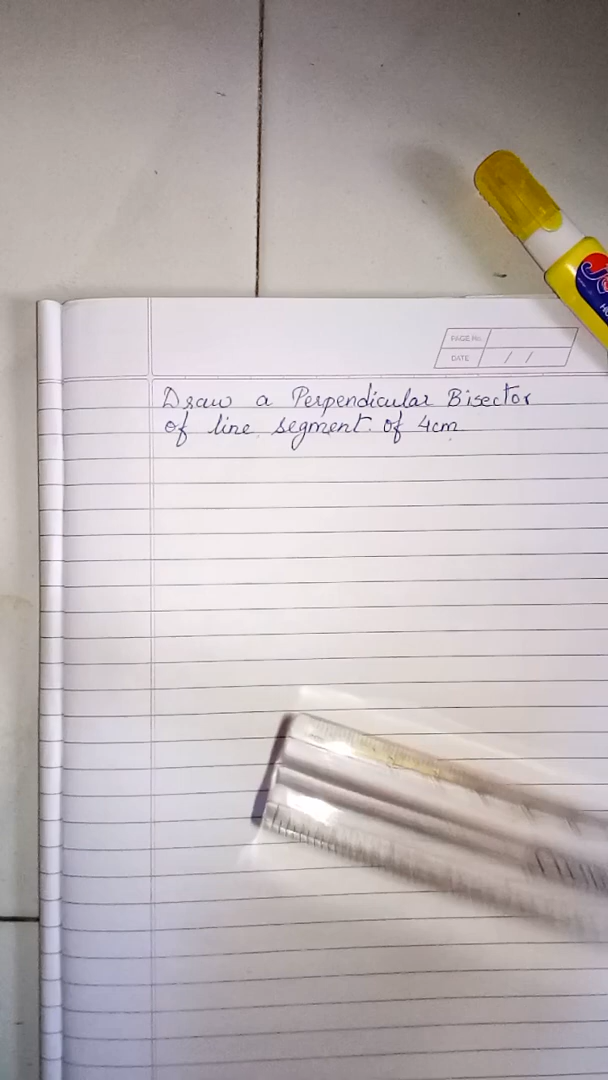 PAGE No.
DATE / /
Draw a Perpendicular Bisector
of line segment of 4cm